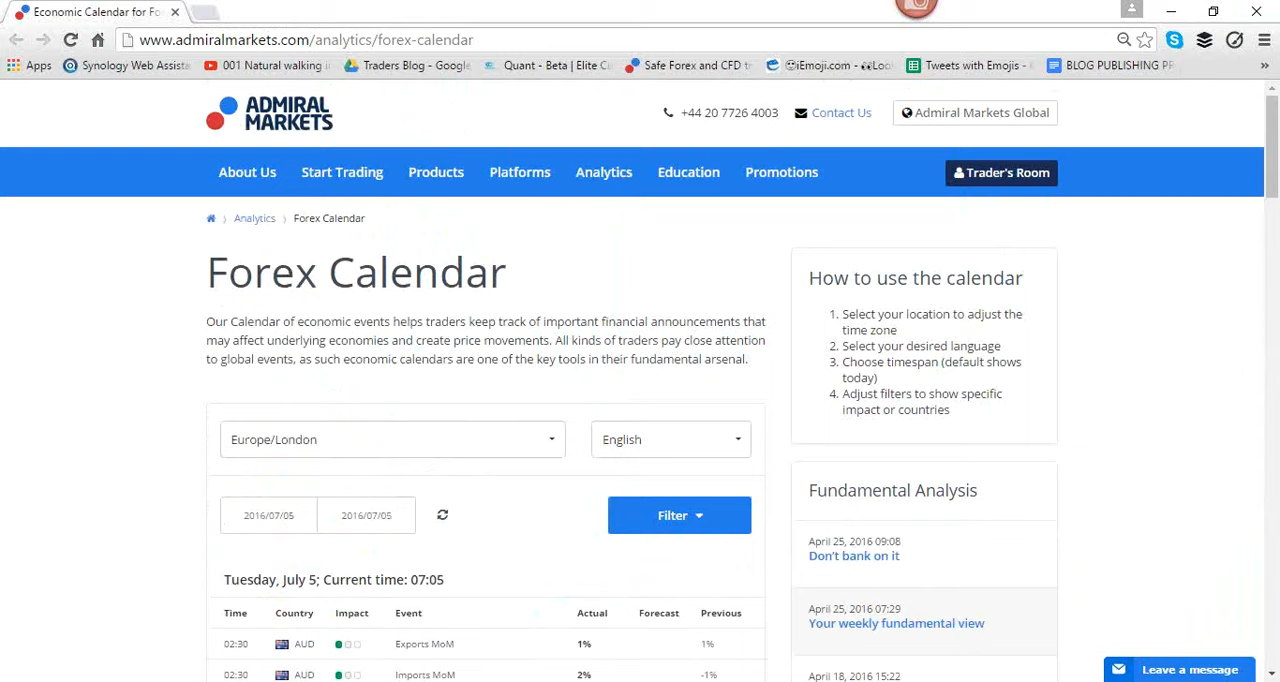 Economic Calendar for Fo
www.admiralmarkets.com/analytics/forex-calendar
Apps Synology Web Assista 001 Natural walking Traders Blog - Google Quant - Beta | Elite C Safe Forex and CFD t iEmoji.com - Loo Tweets with Emojis - BLOG PUBLISHING P »
ADMIRAL
MARKETS
+44 20 7726 4003 Contact Us Admiral Markets Global
About Us Start Trading Products Platforms Analytics Education Promotions Trader's Room
Analytics Forex Calendar
Forex Calendar
Our Calendar of economic events helps traders keep track of important financial announcements that
may affect underlying economies and create price movements. All kinds of traders pay close attention
to global events, as such economic calendars are one of the key tools in their fundamental arsenal.
How to use the calendar
1. Select your location to adjust the
time zone
2. Select your desired language
3. Choose timespan (default shows
today)
4. Adjust filters to show specific
impact or countries
Europe/London English
2016/07/05 2016/07/05 Filter
Tuesday, July 5; Current time: 07:05
Time Country Impact Event Actual Forecast Previous
02:30 AUD Exports MoM 1% 1%
02:30 AUD Imports MoM 2% -1%
Fundamental Analysis
April 25, 2016 09:08
Don't bank on it
April 25, 2016 07:29
Your weekly fundamental view
April 18, 2016 15:22
Leave a message